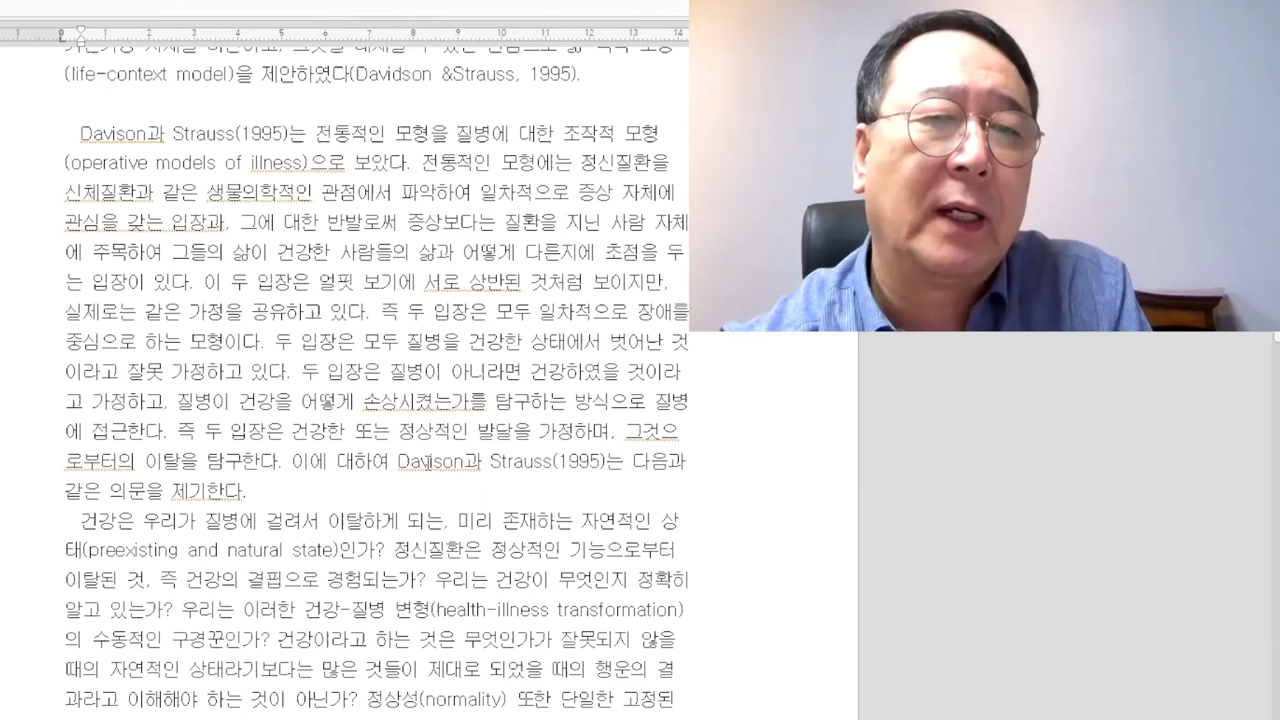 1 0 1 2 3 4 5 6 7 8 9 10 11 12 13 14
(life-context model)을 제안하였다(Davidson &Strauss, 1995).
Davison과 Strauss(1995)는 전통적인 모형을 질병에 대한 조작적 모형
(operative models of illness)으로 보았다. 전통적인 모형에는 정신질환을
신체질환과 같은 생물의학적인 관점에서 파악하여 일차적으로 증상 자체에
관심을 갖는 입장과, 그에 대한 반발로써 증상보다는 질환을 지닌 사람 자체
에 주목하여 그들의 삶이 건강한 사람들의 삶과 어떻게 다른지에 초점을 두
는 입장이 있다. 이 두 입장은 얼핏 보기에 서로 상반된 것처럼 보이지만,
실제로는 같은 가정을 공유하고 있다. 즉 두 입장은 모두 일차적으로 장애를
중심으로 하는 모형이다. 두 입장은 모두 질병을 건강한 상태에서 벗어난 것
이라고 잘못 가정하고 있다. 두 입장은 질병이 아니라면 건강하였을 것이라
고 가정하고, 질병이 건강을 어떻게 손상시켰는가를 탐구하는 방식으로 질병
에 접근한다. 즉 두 입장은 건강한 또는 정상적인 발달을 가정하며, 그것으
로부터의 이탈을 탐구한다. 이에 대하여 Davison과 Strauss(1995)는 다음과
같은 의문을 제기한다.
건강은 우리가 질병에 걸려서 이탈하게 되는, 미리 존재하는 자연적인 상
태(preexisting and natural state)인가? 정신질환은 정상적인 기능으로부터
이탈된 것, 즉 건강의 결핍으로 경험되는가? 우리는 건강이 무엇인지 정확히
알고 있는가? 우리는 이러한 건강-질병 변형(health-illness transformation)
의 수동적인 구경꾼인가? 건강이라고 하는 것은 무엇인가가 잘못되지 않을
때의 자연적인 상태라기보다는 많은 것들이 제대로 되었을 때의 행운의 결
과라고 이해해야 하는 것이 아닌가? 정상성(normality) 또한 단일한 고정된